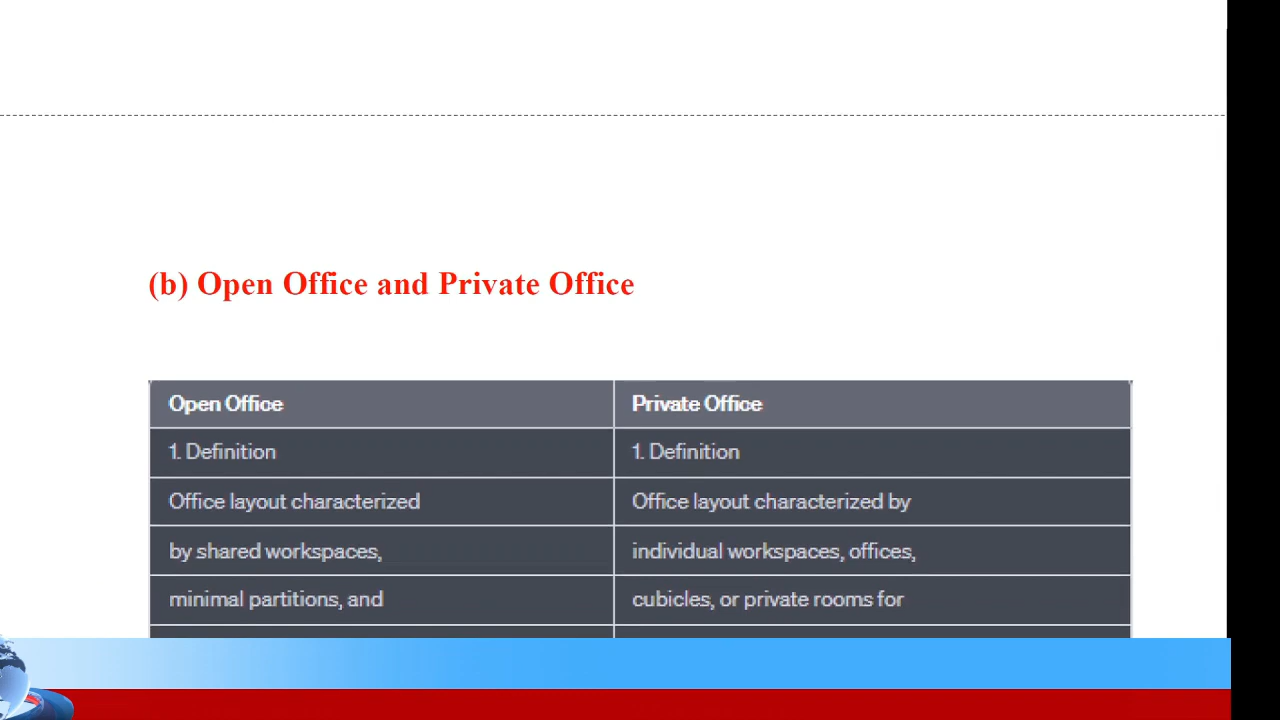 (b) Open Office and Private Office
Open Office Private Office
1. Definition 1. Definition
Office layout characterized Office layout characterized by
by shared workspaces, individual workspaces, offices,
minimal partitions, and cubicles, or private rooms for